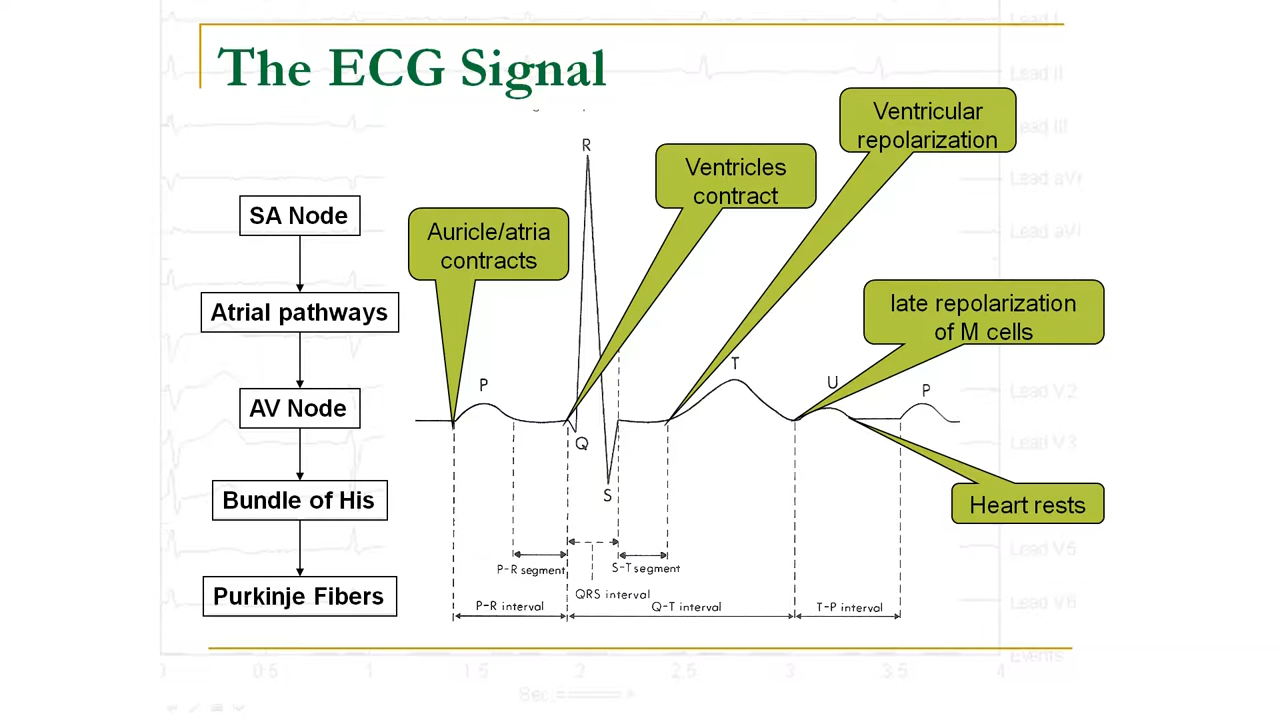 The ECG Signal
SA Node
Atrial pathways
AV Node
Bundle of His
Purkinje Fibers
Auricle/atria
contracts
Ventricles
contract
Ventricular
repolarization
late repolarization
of M cells
Heart rests
R
P
Q
S
T
U
P
P-R segment
S-T segment
QRS interval
P-R interval
Q-T interval
T-P interval
Lead I
Lead II
Lead III
Lead aVr
Lead V2
Lead V3
Lead V5
Lead V6
Events
0.5
1
1.5
2
2.5
3
3.5
4
Sec